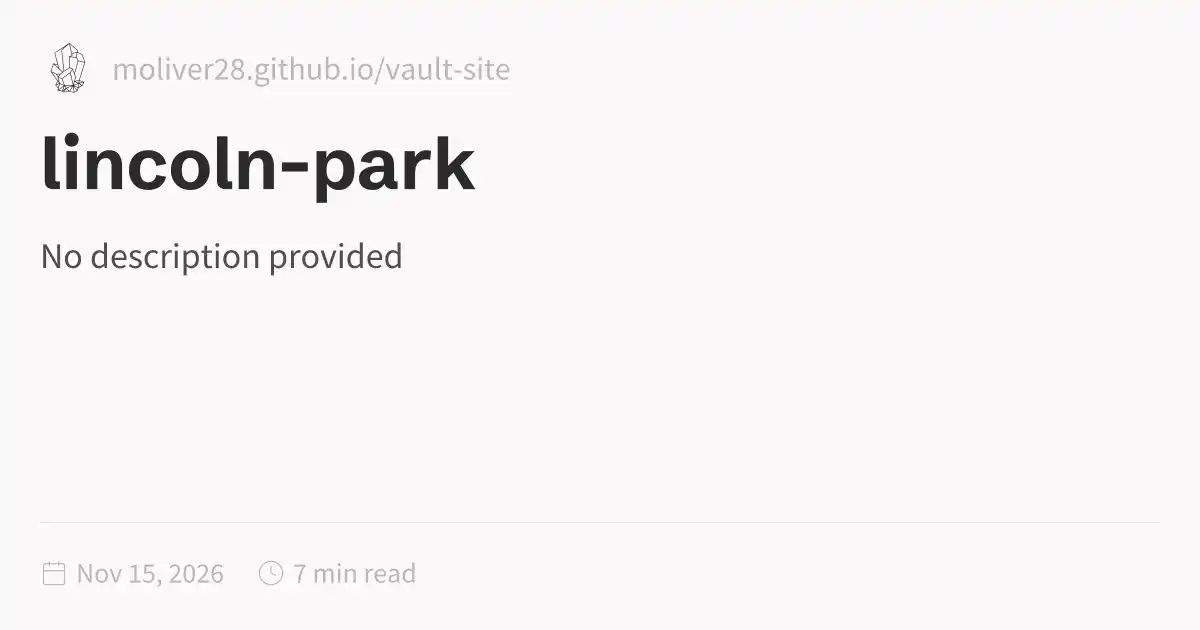 moliver28.github.io/vault-site
lincoln-park
No description provided
Nov 15, 2026 7 min read